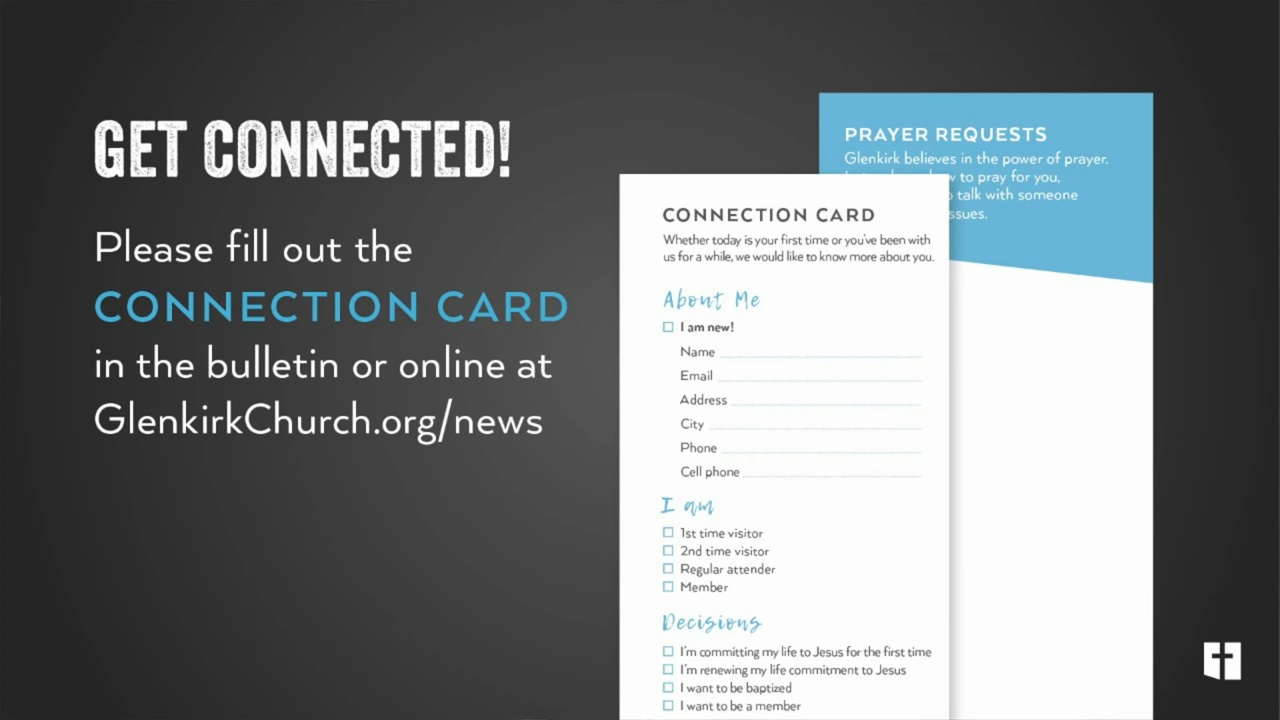 GET CONNECTED!
Please fill out the
CONNECTION CARD
in the bulletin or online at
GlenkirkChurch.org/news
PRAYER REQUESTS
Glenkirk believes in the power of prayer.
to pray for you,
talk with someone
CONNECTION CARD
Whether today is your first time or you've been with
us for a while, we would like to know more about you.
About Me
I am new!
Name
Email
Address
City
Phone
Cell phone
I am
1st time visitor
2nd time visitor
Regular attender
Member
Decisions
I'm committing my life to Jesus for the first time
I'm renewing my life commitment to Jesus
I want to be baptized
I want to be a member